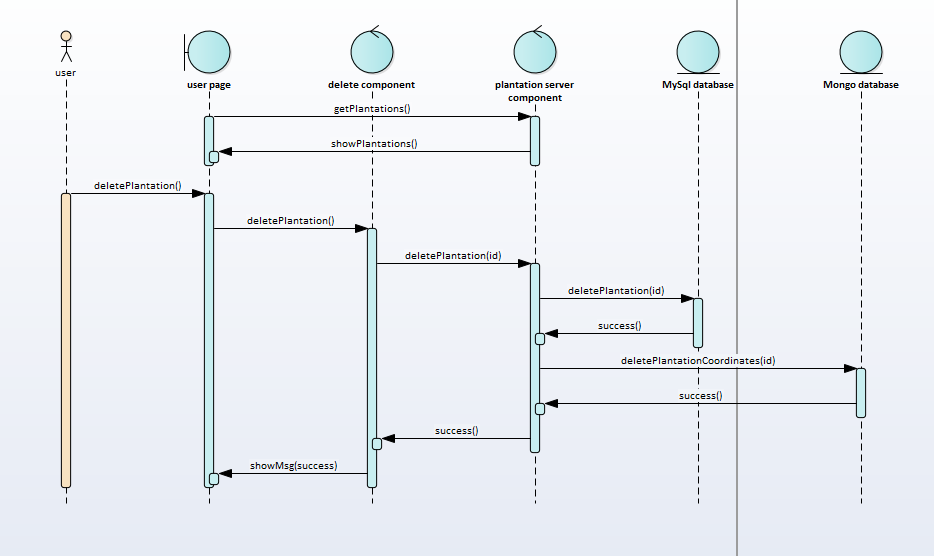 user
user page
delete component
plantation server
component
MySql database
Mongo database
getPlantations()
showPlantations()
deletePlantation()
deletePlantation()
deletePlantation(id)
deletePlantation(id)
success()
deletePlantationCoordinates(id)
success()
success()
showMsg(success)